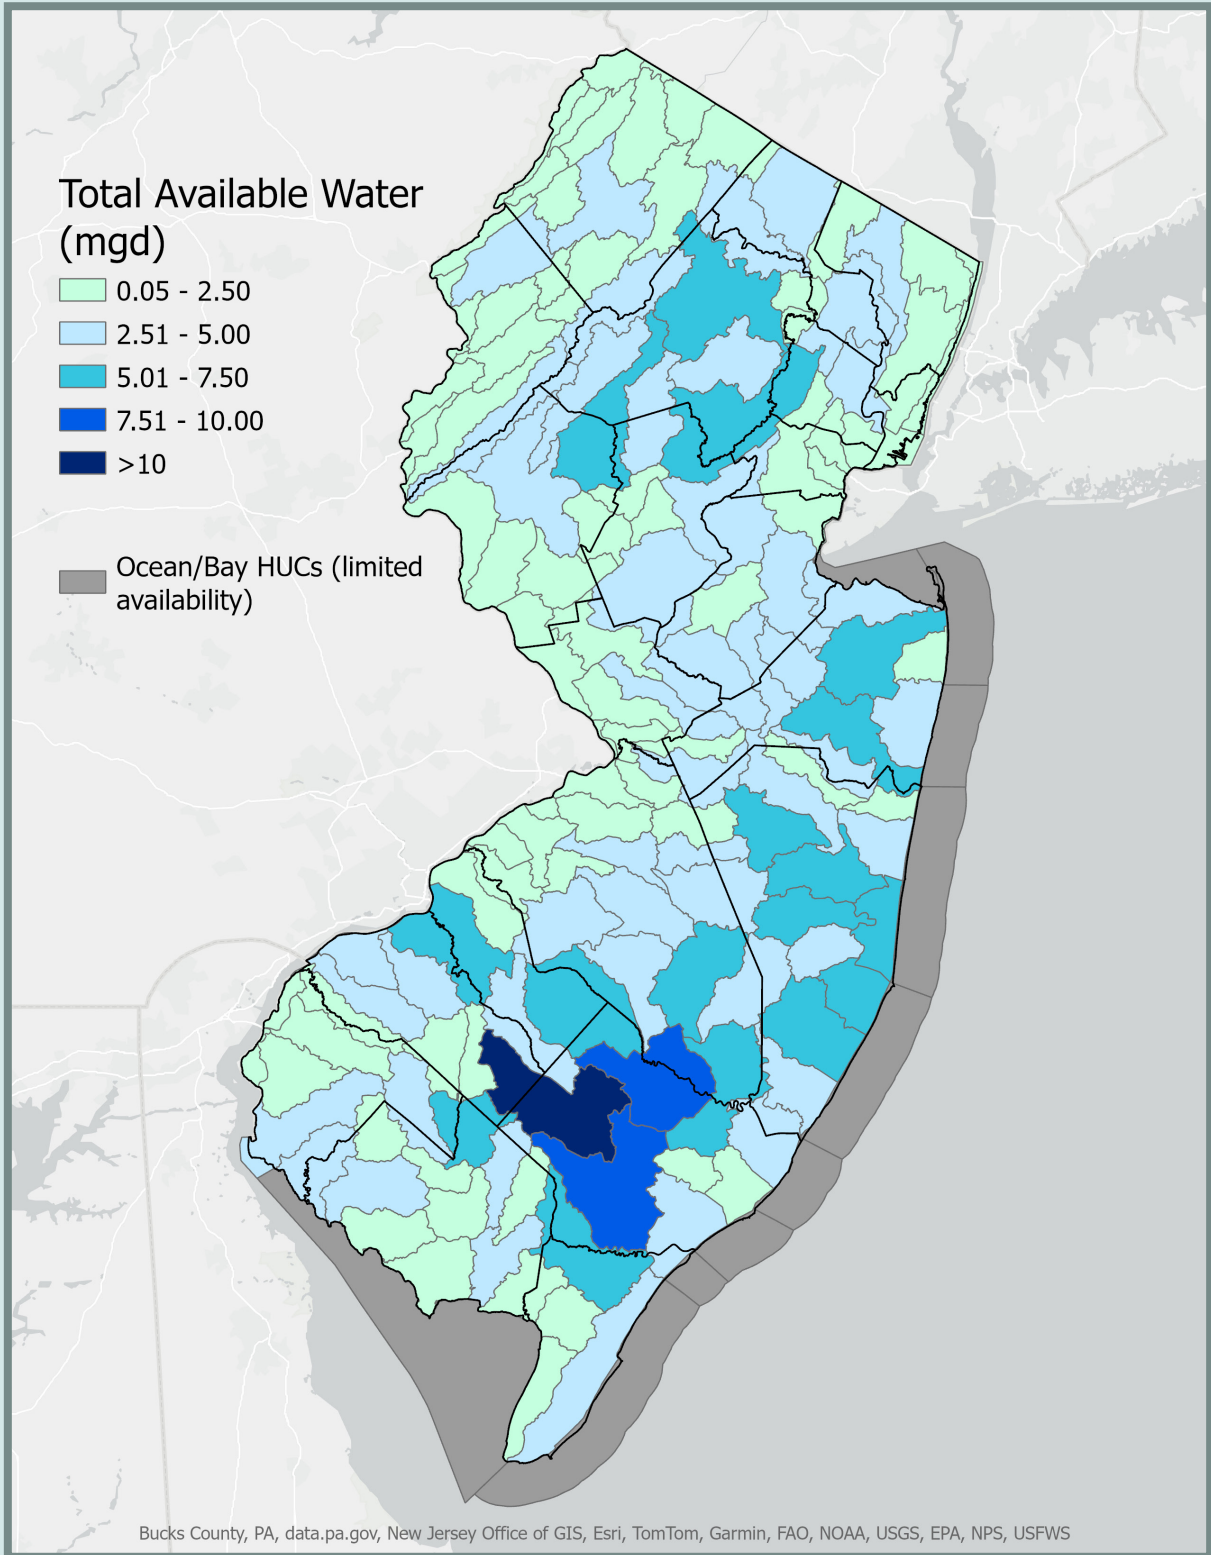 Total Available Water
(mgd)
0.05 - 2.50
2.51 - 5.00
5.01 - 7.50
7.51 - 10.00
>10
Ocean/Bay HUCs (limited
availability)
Bucks County, PA, data.pa.gov, New Jersey Office of GIS, Esri, TomTom, Garmin, FAO, NOAA, USGS, EPA, NPS, USFWS